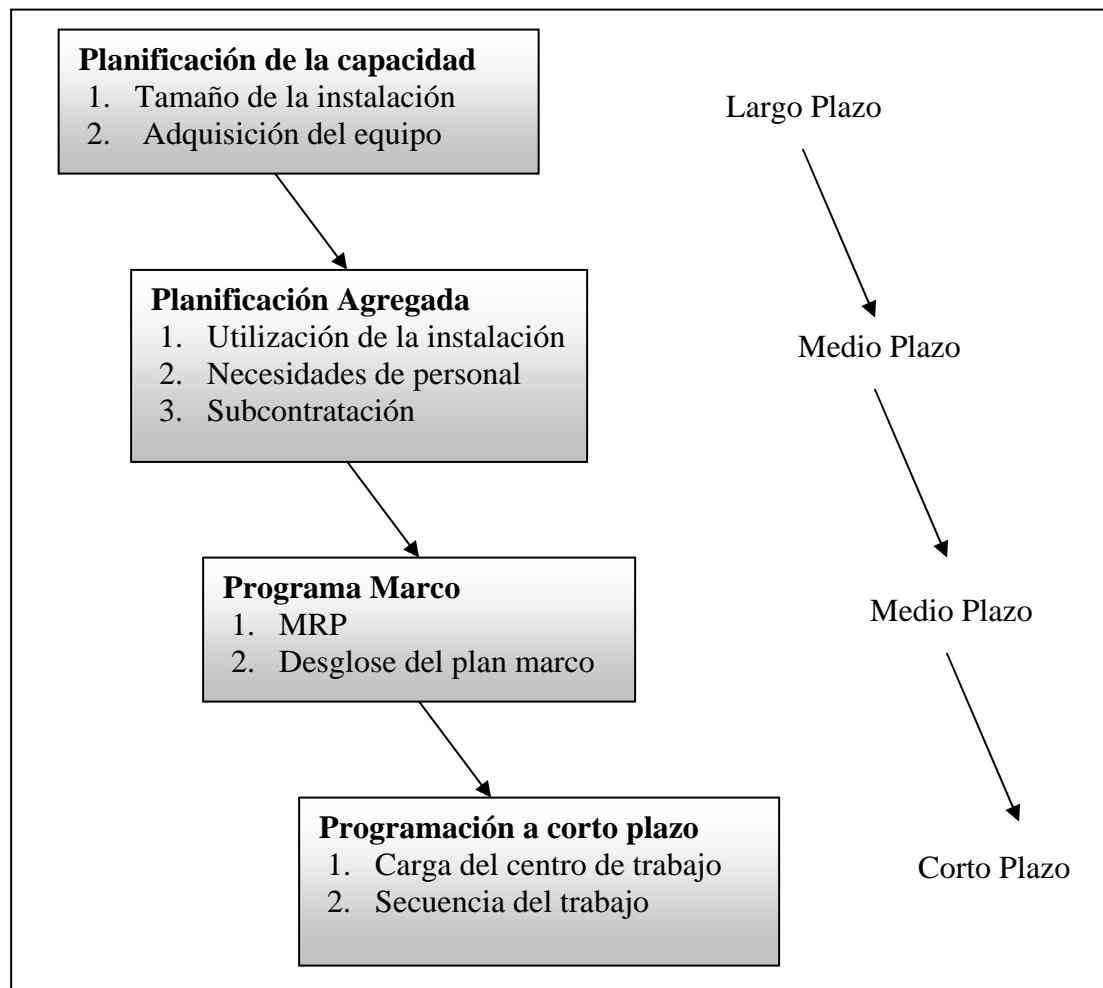 Planificación de la capacidad
1. Tamaño de la instalación
2. Adquisición del equipo
Largo Plazo
Planificación Agregada
1. Utilización de la instalación
2. Necesidades de personal
3. Subcontratación
Medio Plazo
Programa Marco
1. MRP
2. Desglose del plan marco
Medio Plazo
Programación a corto plazo
1. Carga del centro de trabajo
2. Secuencia del trabajo
Corto Plazo